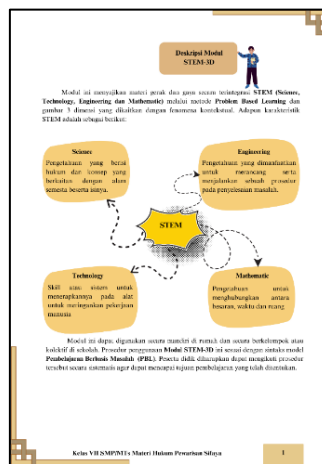 Deskripsi Modul
STEM-3D
Modul ini menyajikan materi gerak dan gaya secara terintegrasi STEM (Science,
Technology, Engineering dan Mathematic) melalui metode Problem Based Learning dan
gambar 3 dimensi yang dikaitkan dengan fenomena kontekstual. Adapun karakteristik
STEM adalah sebagai berikut:
Science
Pengetahuan yang berisi
hukum dan konsep yang
berkaitan dengan alam
semesta beserta isinya.
Engineering
Pengetahuan yang dimanfaatkan
untuk merancang serta
menjalankan sebuah prosedur
pada penyelesaian masalah.
STEM
Technology
Skill atau sistem untuk
menerapkannya pada alat
untuk meringankan pekerjaan
manusia
Mathematic
Pengetahuan untuk
menghubungkan antara
besaran, waktu dan ruang
Modul ini dapat digunakan secara mandiri di rumah dan secara berkelompok atau
kolektif di sekolah. Prosedur penggunaan Modul STEM-3D ini sesuai dengan sintaks model
Pembelajaran Berbasis Masalah (PBL). Peserta didik diharapkan dapat mengikuti prosedur
tersebut secara sistematis agar dapat mencapai tujuan pembelajaran yang telah ditentukan.
Kelas VII SMP/MTs Materi Hukum Pewarisan Sifaya
1